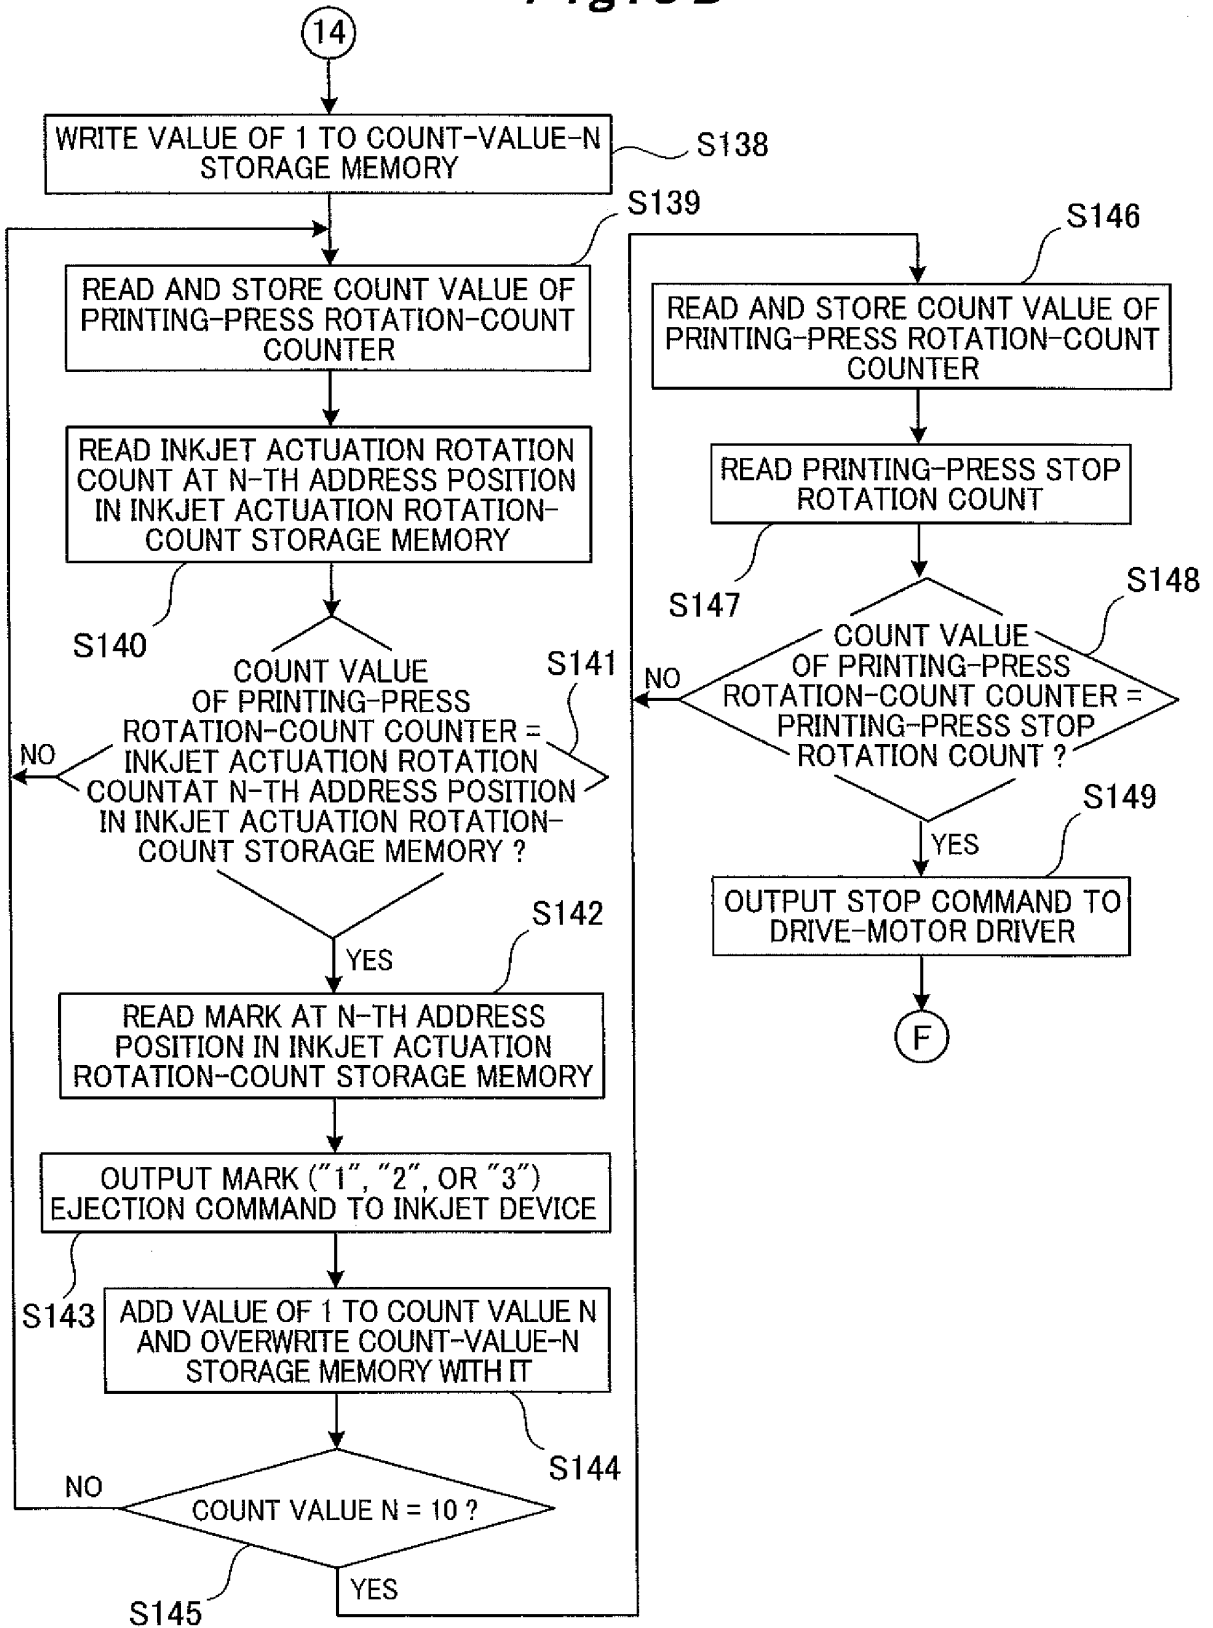 14
WRITE VALUE OF 1 TO COUNT-VALUE-N
STORAGE MEMORY
S138
S139
READ AND STORE COUNT VALUE OF
PRINTING-PRESS ROTATION-COUNT
COUNTER
READ INKJET ACTUATION ROTATION
COUNT AT N-TH ADDRESS POSITION
IN INKJET ACTUATION ROTATION-
COUNT STORAGE MEMORY
S140
COUNT VALUE
OF PRINTING-PRESS
ROTATION-COUNT COUNTER =
INKJET ACTUATION ROTATION
COUNTAT N-TH ADDRESS POSITION
IN INKJET ACTUATION ROTATION-
COUNT STORAGE MEMORY ?
S141
NO
YES
S142
READ MARK AT N-TH ADDRESS
POSITION IN INKJET ACTUATION
ROTATION-COUNT STORAGE MEMORY
OUTPUT MARK ("1", "2", OR "3")
EJECTION COMMAND TO INKJET DEVICE
S143
ADD VALUE OF 1 TO COUNT VALUE N
AND OVERWRITE COUNT-VALUE-N
STORAGE MEMORY WITH IT
S144
NO
COUNT VALUE N = 10 ?
S145
YES
S146
READ AND STORE COUNT VALUE OF
PRINTING-PRESS ROTATION-COUNT
COUNTER
READ PRINTING-PRESS STOP
ROTATION COUNT
S147
S148
COUNT VALUE
OF PRINTING-PRESS
ROTATION-COUNT COUNTER =
PRINTING-PRESS STOP
ROTATION COUNT ?
NO
YES
S149
OUTPUT STOP COMMAND TO
DRIVE-MOTOR DRIVER
F